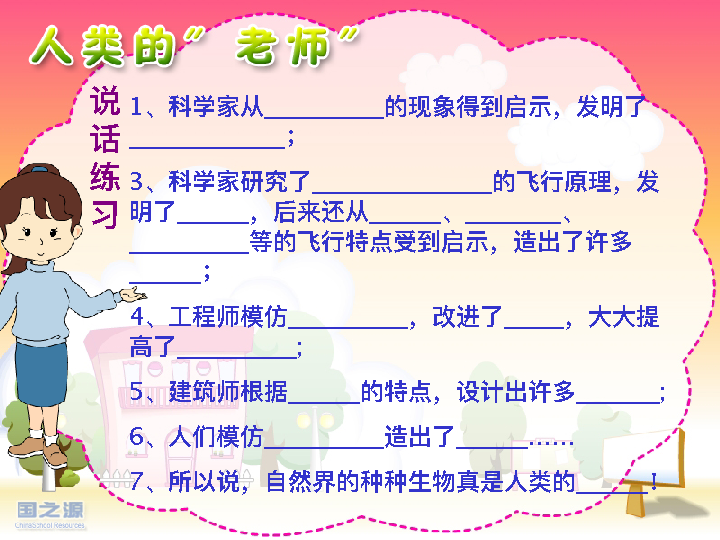 人类的"老师"
说话练习
1、科学家从__________的现象得到启示，发明了
_____________；
3、科学家研究了_______________的飞行原理，发
明了______，后来还从______、________、
__________等的飞行特点受到启示，造出了许多
______；
4、工程师模仿__________，改进了_____，大大提
高了__________;
5、建筑师根据______的特点，设计出许多_______;
6、人们模仿__________造出了______……
7、所以说，自然界的种种生物真是人类的______！
国之源
ChinaSchool Resources